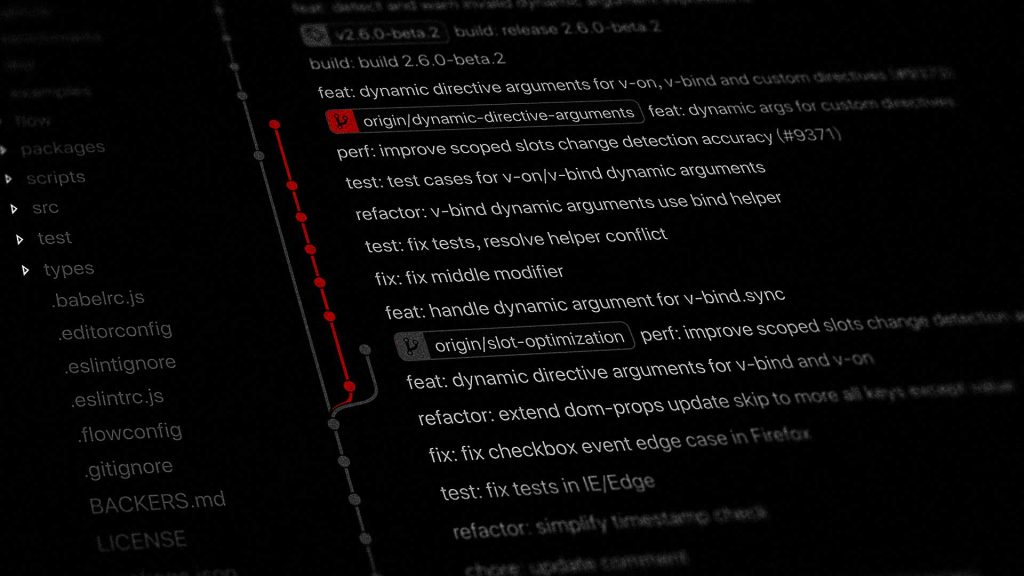 v2.6.0-beta.2 build: release 2.6.0-beta.2
build: build 2.6.0-beta.2
feat: dynamic directive arguments for v-on, v-bind and custom directives (#9373)
origin/dynamic-directive-arguments feat: dynamic args for custom directives
perf: improve scoped slots change detection accuracy (#9371)
test: test cases for v-on/v-bind dynamic arguments
refactor: v-bind dynamic arguments use bind helper
test: fix tests, resolve helper conflict
fix: fix middle modifier
feat: handle dynamic argument for v-bind.sync
origin/slot-optimization perf: improve scoped slots change detection
feat: dynamic directive arguments for v-bind and v-on
refactor: extend dom-props update skip to more all keys except value
fix: fix checkbox event edge case in Firefox
test: fix tests in IE/Edge
refactor: simplify timestamp check
chore: update comment
examples
flow
packages
scripts
src
test
types
.babelrc.js
.editorconfig
.eslintignore
.eslintrc.js
.flowconfig
.gitignore
BACKERS.md
LICENSE